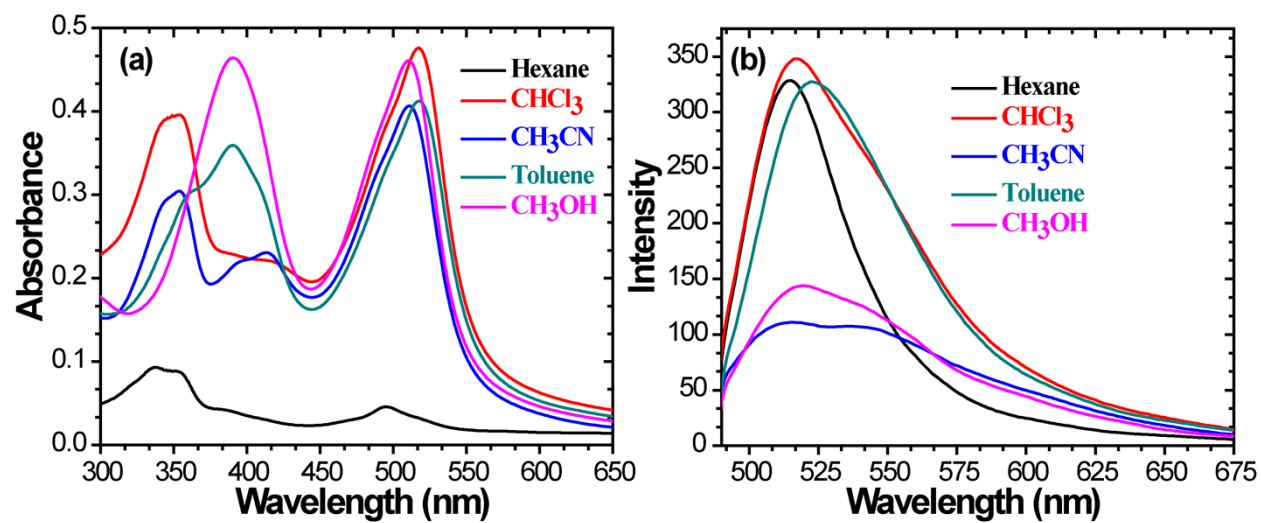 (a)
Hexane
CHCl3
CH3CN
Toluene
CH3OH
Absorbance
0.5
0.4
0.3
0.2
0.1
0.0
300 350 400 450 500 550 600 650
Wavelength (nm)
(b)
Hexane
CHCl3
CH3CN
Toluene
CH3OH
Intensity
350
300
250
200
150
100
50
0
500 525 550 575 600 625 650 675
Wavelength (nm)